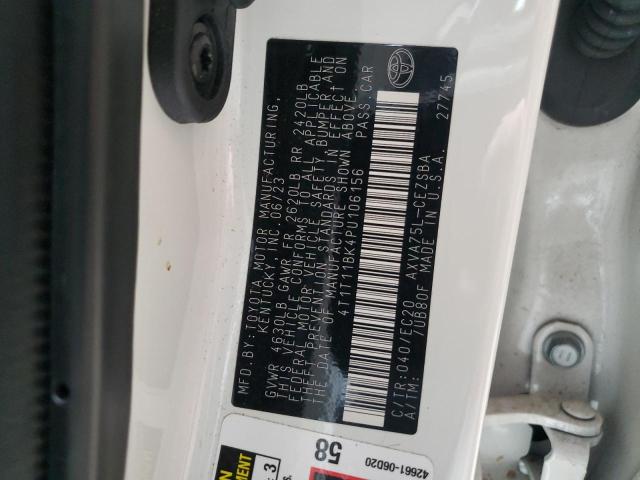 MFD.BY:TOYOTA MOTOR MANUFACTURING,
KENTUCKY, INC. 06/23
GVWR 4630LB GAWR FR 2620LB RR 2420LB
THIS VEHICLE CONFORMS TO ALL APPLICABLE
FEDERAL MOTOR VEHICLE SAFETY BUMPER, AND
THEFT PREVENTION STANDARDS IN EFFECT ON
THE DATE OF MANUFACTURE SHOWN ABOVE.
4T1T11BK4PU106156 PASS.CAR
C/TR:040/EC20 AXVA75L-CEZSBA
A/TM: /UB80F MADE IN U.S.A. 27745
58
42661-06D20
3